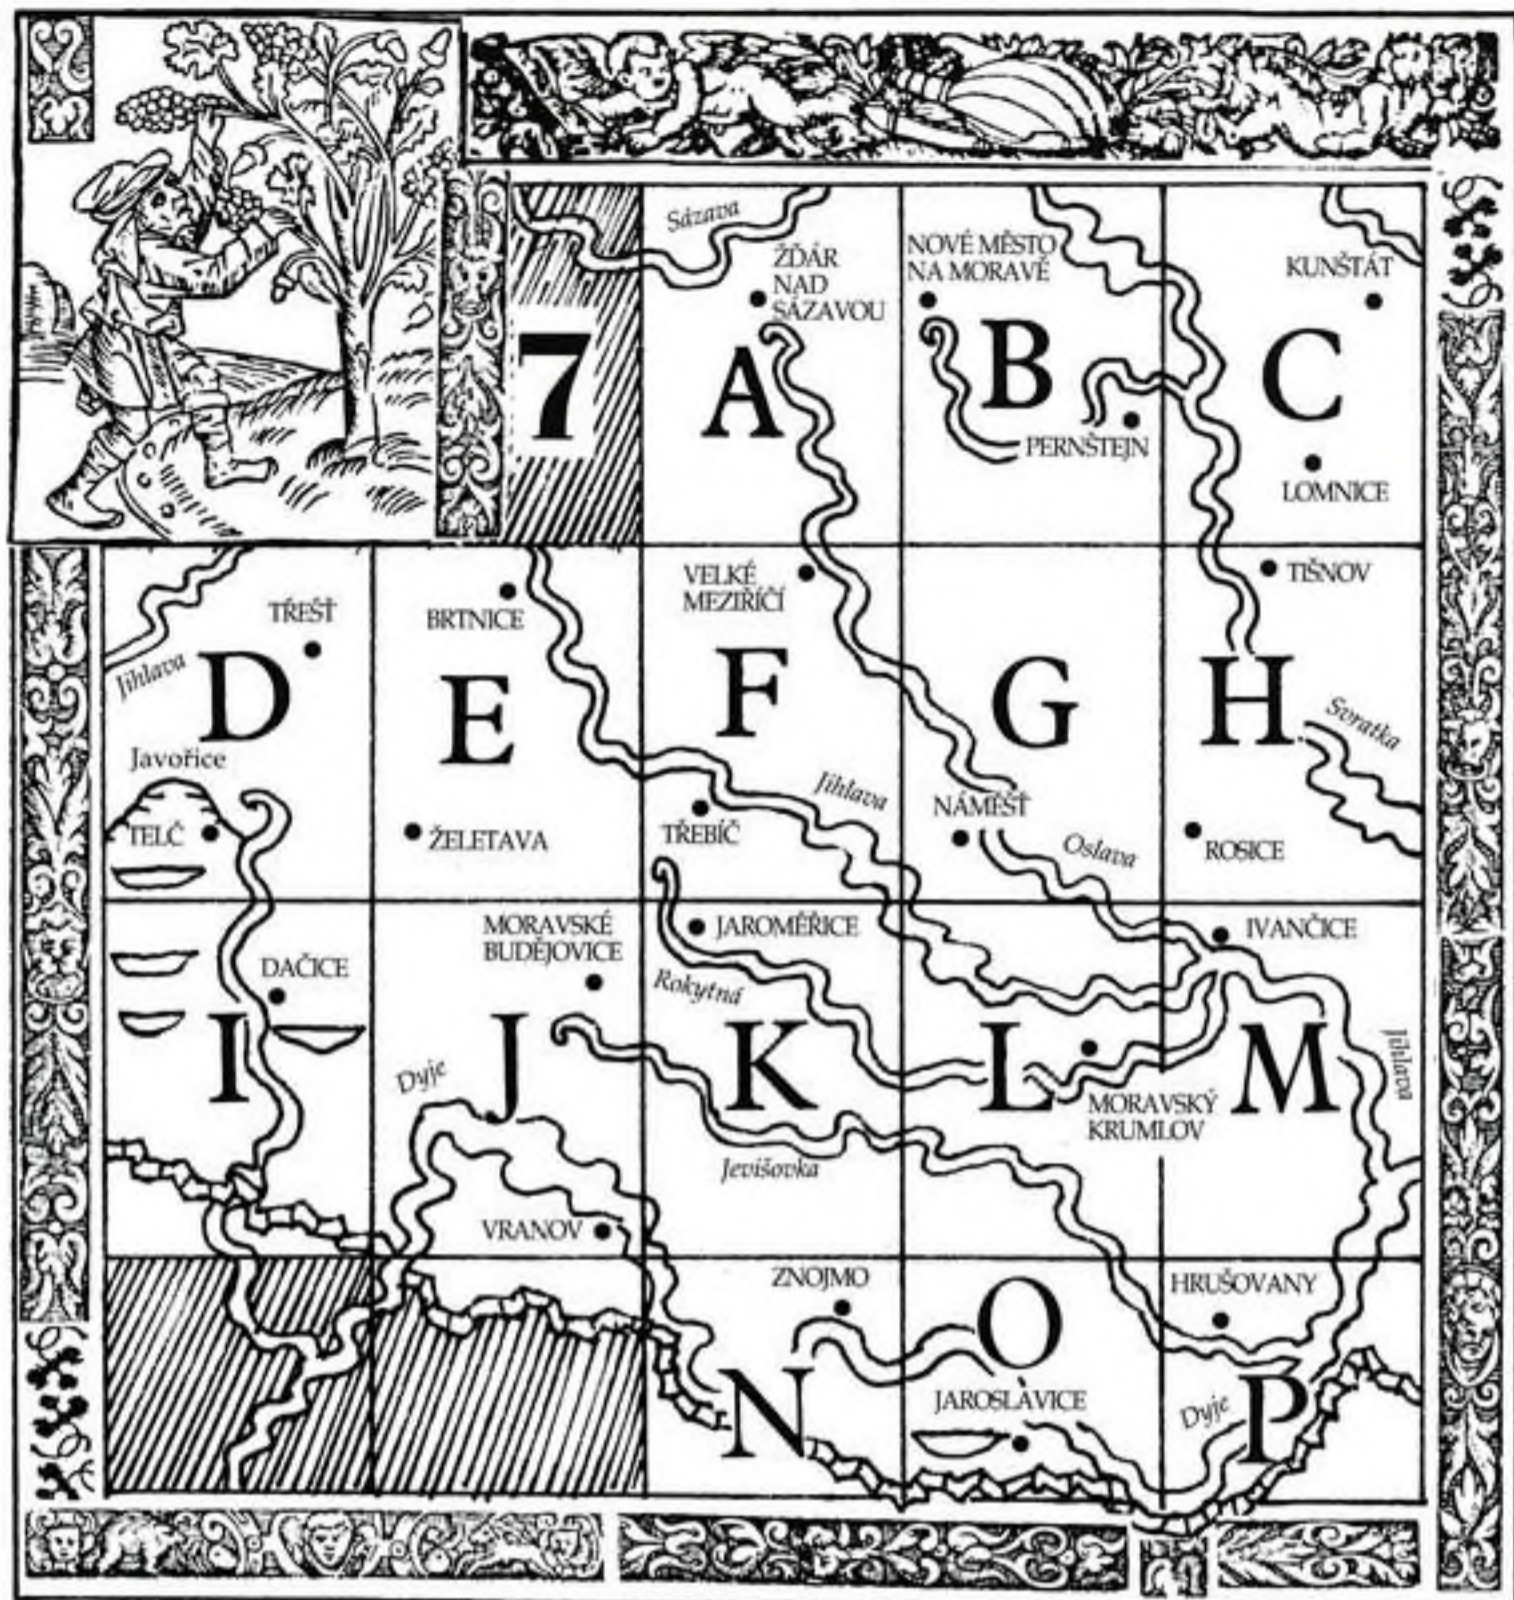 Sázava
ŽĎÁR
NAD
SÁZAVOU
NOVÉ MĚSTO
NA MORAVĚ
KUNŠTÁT
7
A
B
C
PERNŠTEJN
LOMNICE
TŘEŠŤ
BRTNICE
VELKÉ
MEZIŘÍČÍ
TIŠNOV
Jihlava
D
E
F
G
H
Svratka
Javořice
Jihlava
TELČ
ŽELETAVA
TŘEBÍČ
NÁMĚŠŤ
Oslava
ROSICE
DAČICE
MORAVSKÉ
BUDĚJOVICE
JAROMĚŘICE
IVANČICE
Rokytná
I
J
K
L
M
Jihlava
Dyje
MORAVSKÝ
KRUMLOV
Jevišovka
VRANOV
ZNOJMO
HRUŠOVANY
N
O
P
JAROSLAVICE
Dyje